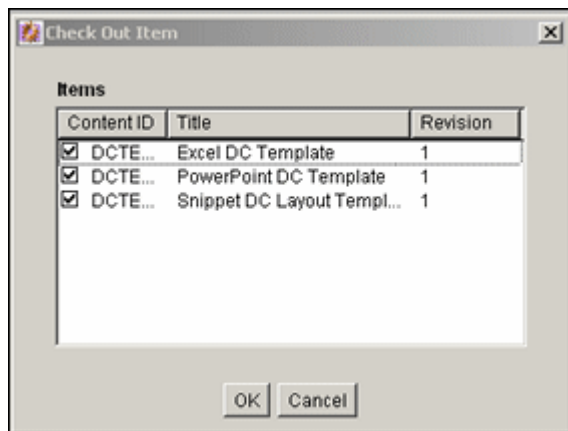 Check Out Item
Items
Content ID Title Revision
DCTE... Excel DC Template 1
DCTE... PowerPoint DC Template 1
DCTE... Snippet DC Layout Templ... 1
OK Cancel